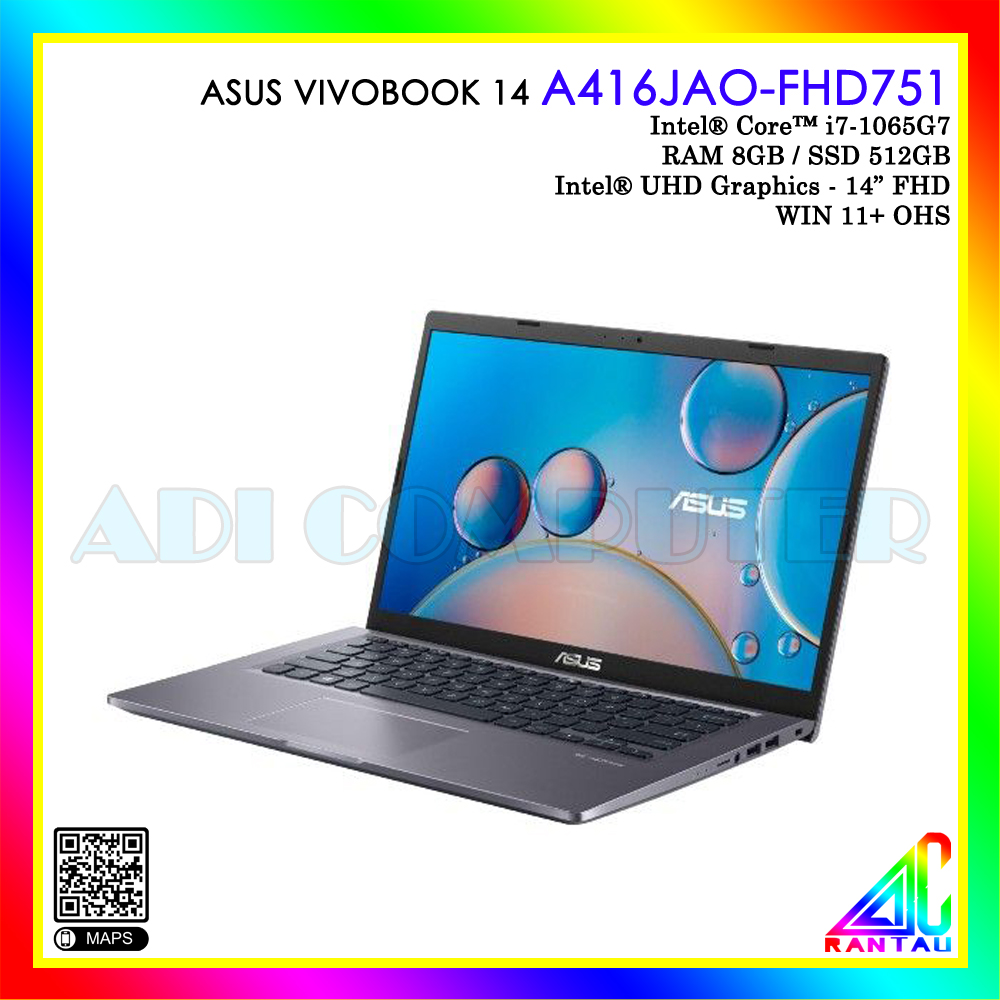 ASUS VIVOBOOK 14 A416JAO-FHD751
Intel® Core™ i7-1065G7
RAM 8GB / SSD 512GB
Intel® UHD Graphics - 14” FHD
WIN 11+ OHS
ASUS
ADI COMPUTER
ASUS
MAPS
AC
RANTAU